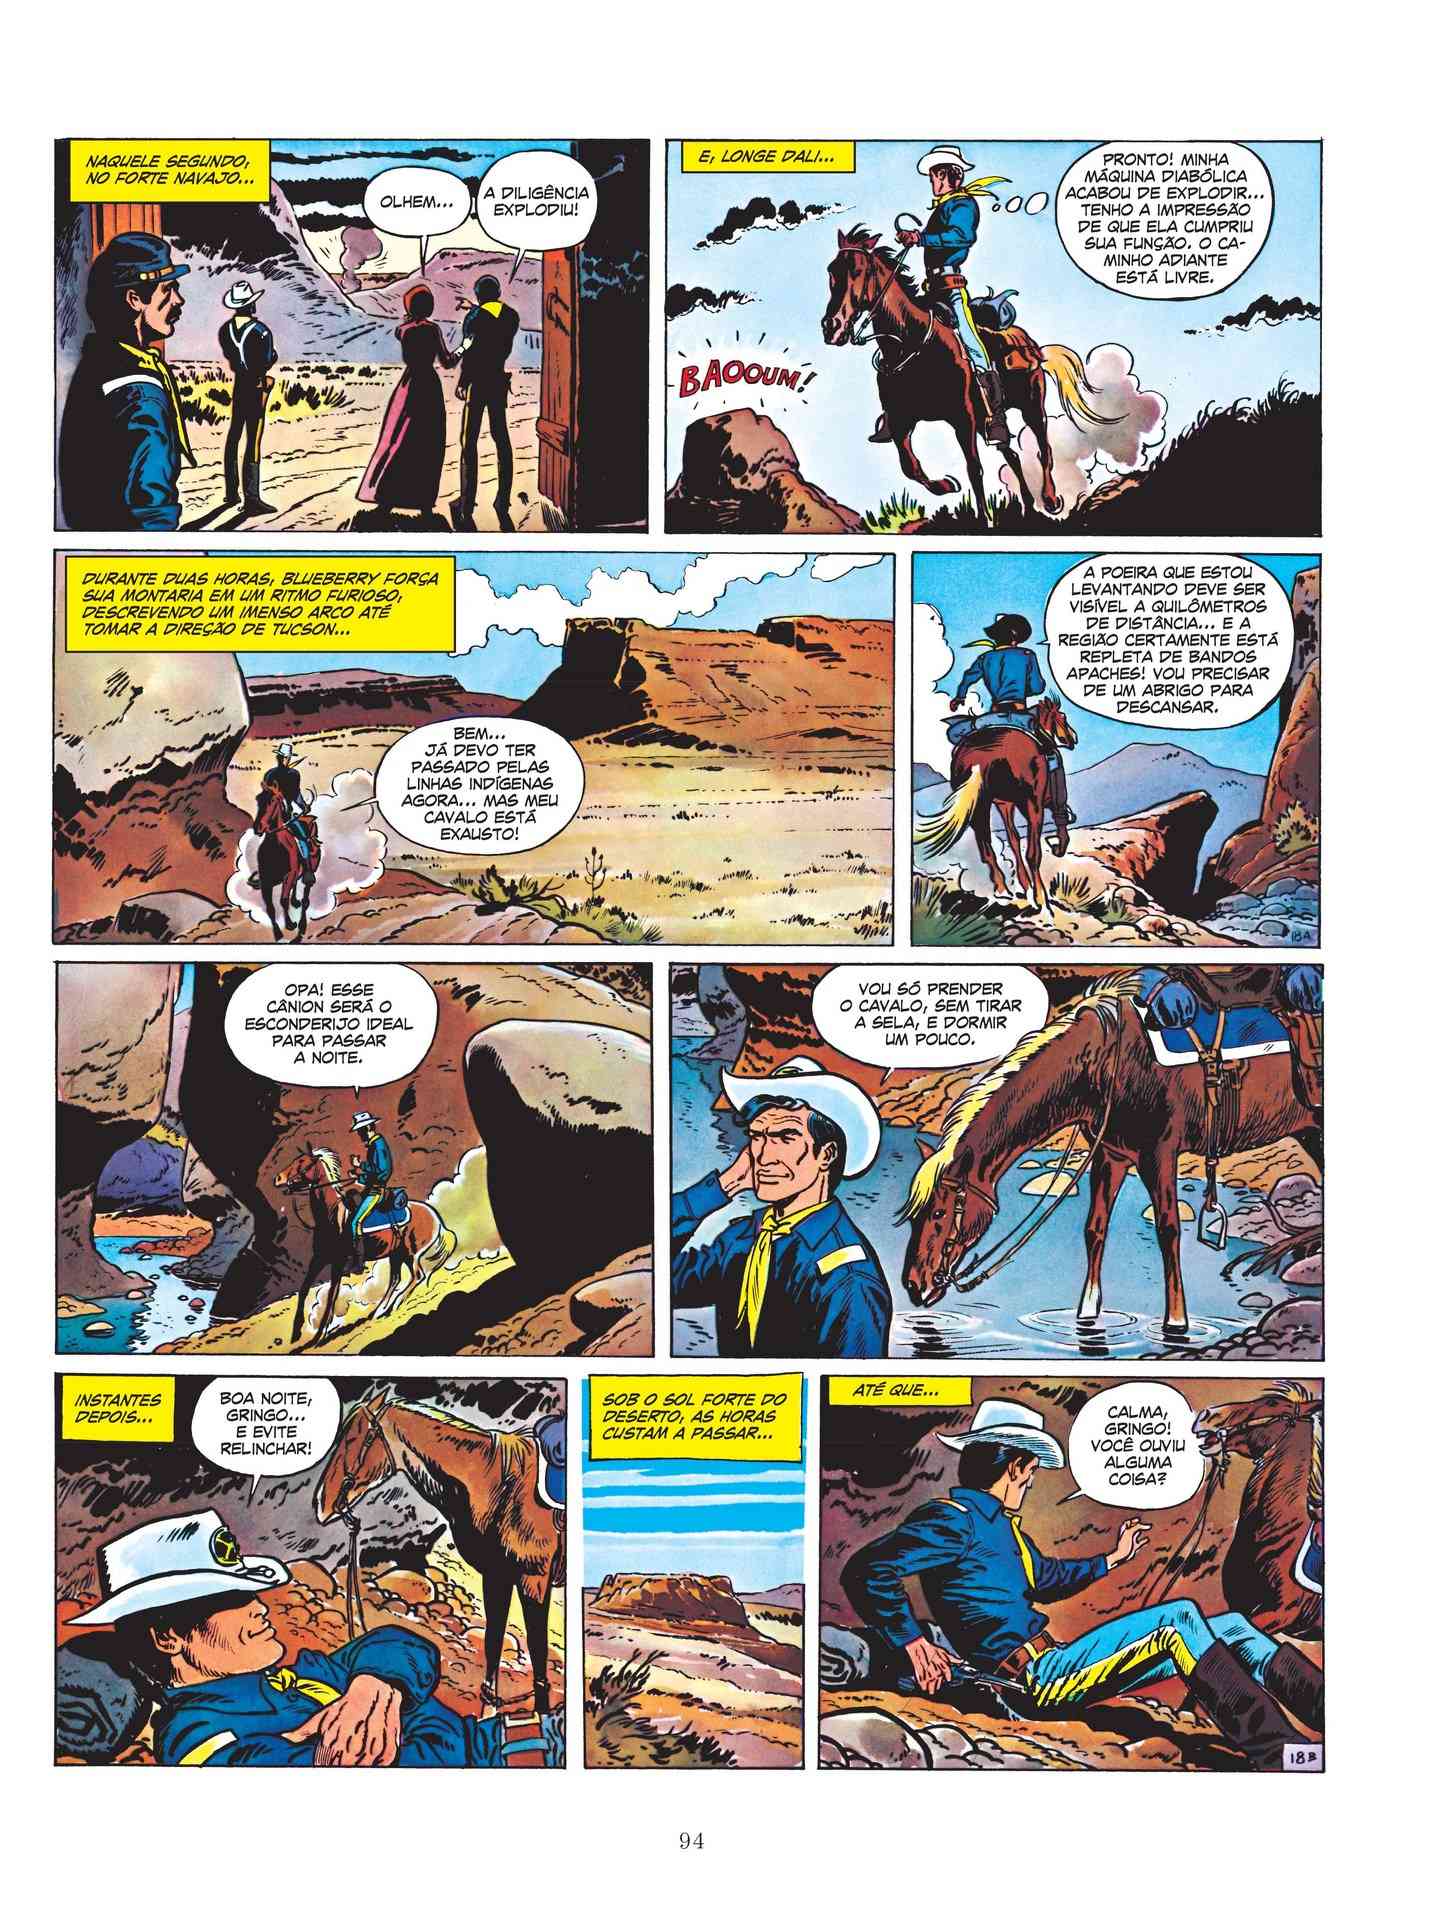 NAQUELE SEGUNDO,
NO FORTE NAVAJO...
OLHEM...
A DILIGÊNCIA
EXPLODIU!
E, LONGE DALI...
PRONTO! MINHA
MÁQUINA DIABÓLICA
ACABOU DE EXPLODIR...
TENHO A IMPRESSÃO
DE QUE ELA CUMPRIU
SUA FUNÇÃO. O CA-
MINHO ADIANTE
ESTÁ LIVRE.
BAOOUM!
DURANTE DUAS HORAS, BLUEBERRY FORÇA
SUA MONTARIA EM UM RITMO FURIOSO,
DESCREVENDO UM IMENSO ARCO ATÉ
TOMAR A DIREÇÃO DE TUCSON...
BEM...
JÁ DEVO TER
PASSADO PELAS
LINHAS INDÍGENAS
AGORA... MAS MEU
CAVALO ESTÁ
EXAUSTO!
A POEIRA QUE ESTOU
LEVANTANDO DEVE SER
VISÍVEL A QUILÔMETROS
DE DISTÂNCIA... E A
REGIÃO CERTAMENTE ESTÁ
REPLETA DE BANDOS
APACHES! VOU PRECISAR
DE UM ABRIGO PARA
DESCANSAR.
18A
OPA! ESSE
CÂNION SERÁ O
ESCONDERIJO IDEAL
PARA PASSAR
A NOITE.
VOU SÓ PRENDER
O CAVALO, SEM TIRAR
A SELA, E DORMIR
UM POUCO.
INSTANTES
DEPOIS...
BOA NOITE,
GRINGO...
E EVITE
RELINCHAR!
SOB O SOL FORTE DO
DESERTO, AS HORAS
CUSTAM A PASSAR...
ATÉ QUE...
CALMA,
GRINGO!
VOCÊ OUVIU
ALGUMA
COISA?
18B
94